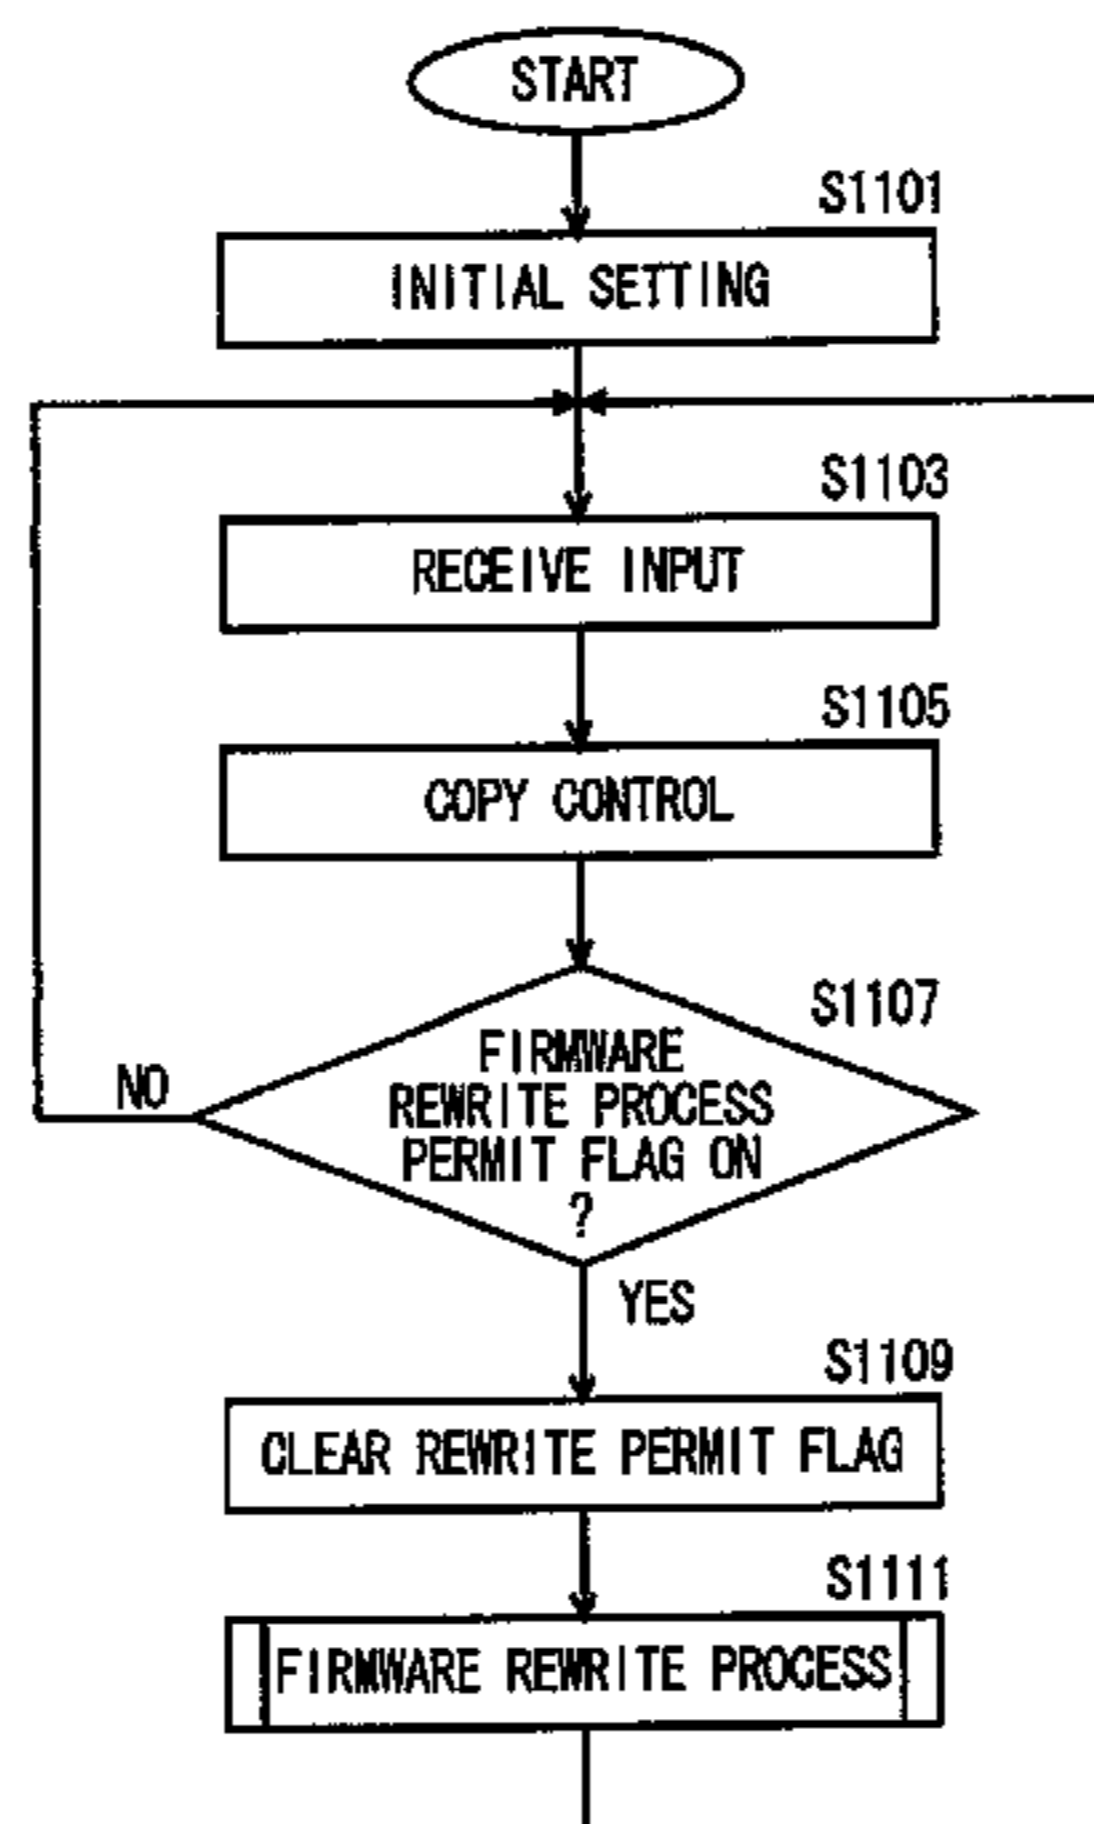 START
S1101
INITIAL SETTING
S1103
RECEIVE INPUT
S1105
COPY CONTROL
S1107
FIRMWARE
REWRITE PROCESS
PERMIT FLAG ON
?
NO
YES
S1109
CLEAR REWRITE PERMIT FLAG
S1111
FIRMWARE REWRITE PROCESS